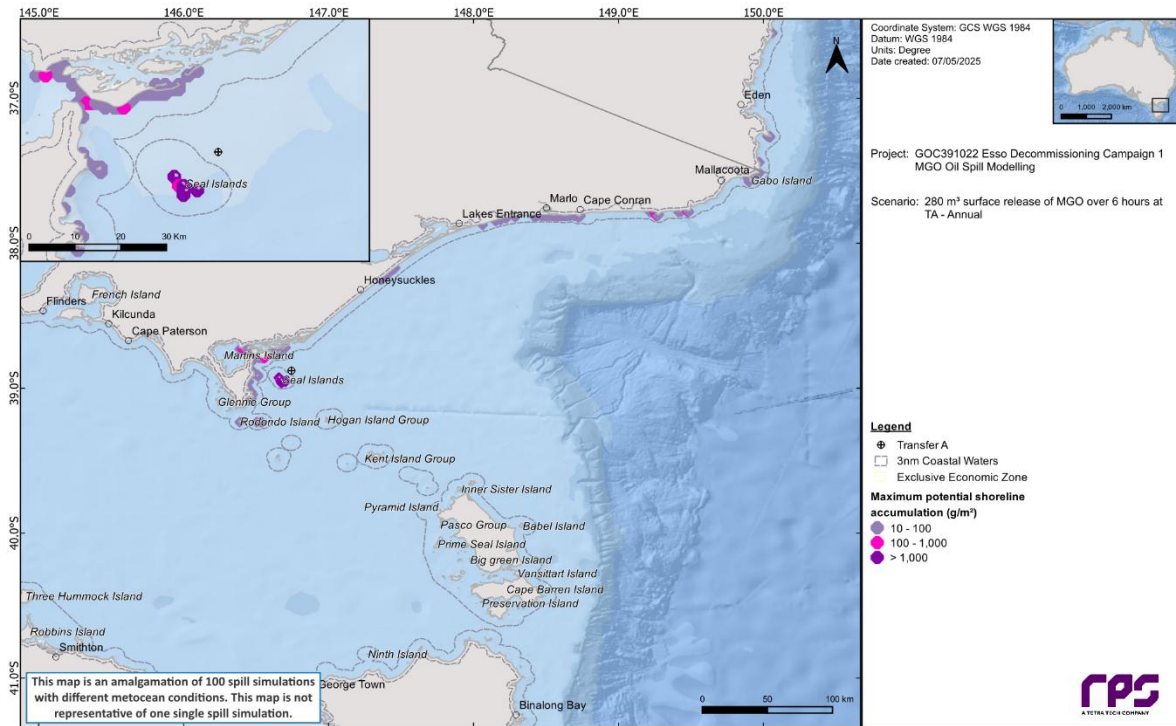 145.0°E
146.0°E
147.0°E
148.0°E
149.0°E
150.0°E
37.0°S
38.0°S
39.0°S
40.0°S
41.0°S
Seal Islands
0 10 20 30 Km
N
Eden
Mallacoota
Gabo Island
Marlo
Cape Conran
Lakes Entrance
Honeysuckles
French Island
Flinders
Kilcunda
Cape Paterson
Martins Island
Seal Islands
Glennie Group
Rodondo Island
Hogan Island Group
Kent Island Group
Inner Sister Island
Pyramid Island
Pasco Group
Babel Island
Prime Seal Island
Big green Island
Vansittart Island
Cape Barren Island
Preservation Island
Three Hummock Island
Robbins Island
Smithton
Ninth Island
George Town
Binalong Bay
This map is an amalgamation of 100 spill simulations
with different metocean conditions. This map is not
representative of one single spill simulation.
0 50 100 km
Coordinate System: GCS WGS 1984
Datum: WGS 1984
Units: Degree
Date created: 07/05/2025
0 1,000 2,000 km
Project: GOC391022 Esso Decommissioning Campaign 1
MGO Oil Spill Modelling
Scenario: 280 m³ surface release of MGO over 6 hours at
TA - Annual
Legend
Transfer A
3nm Coastal Waters
Exclusive Economic Zone
Maximum potential shoreline
accumulation (g/m²)
10 - 100
100 - 1,000
> 1,000
rps
A TETRA TECH COMPANY